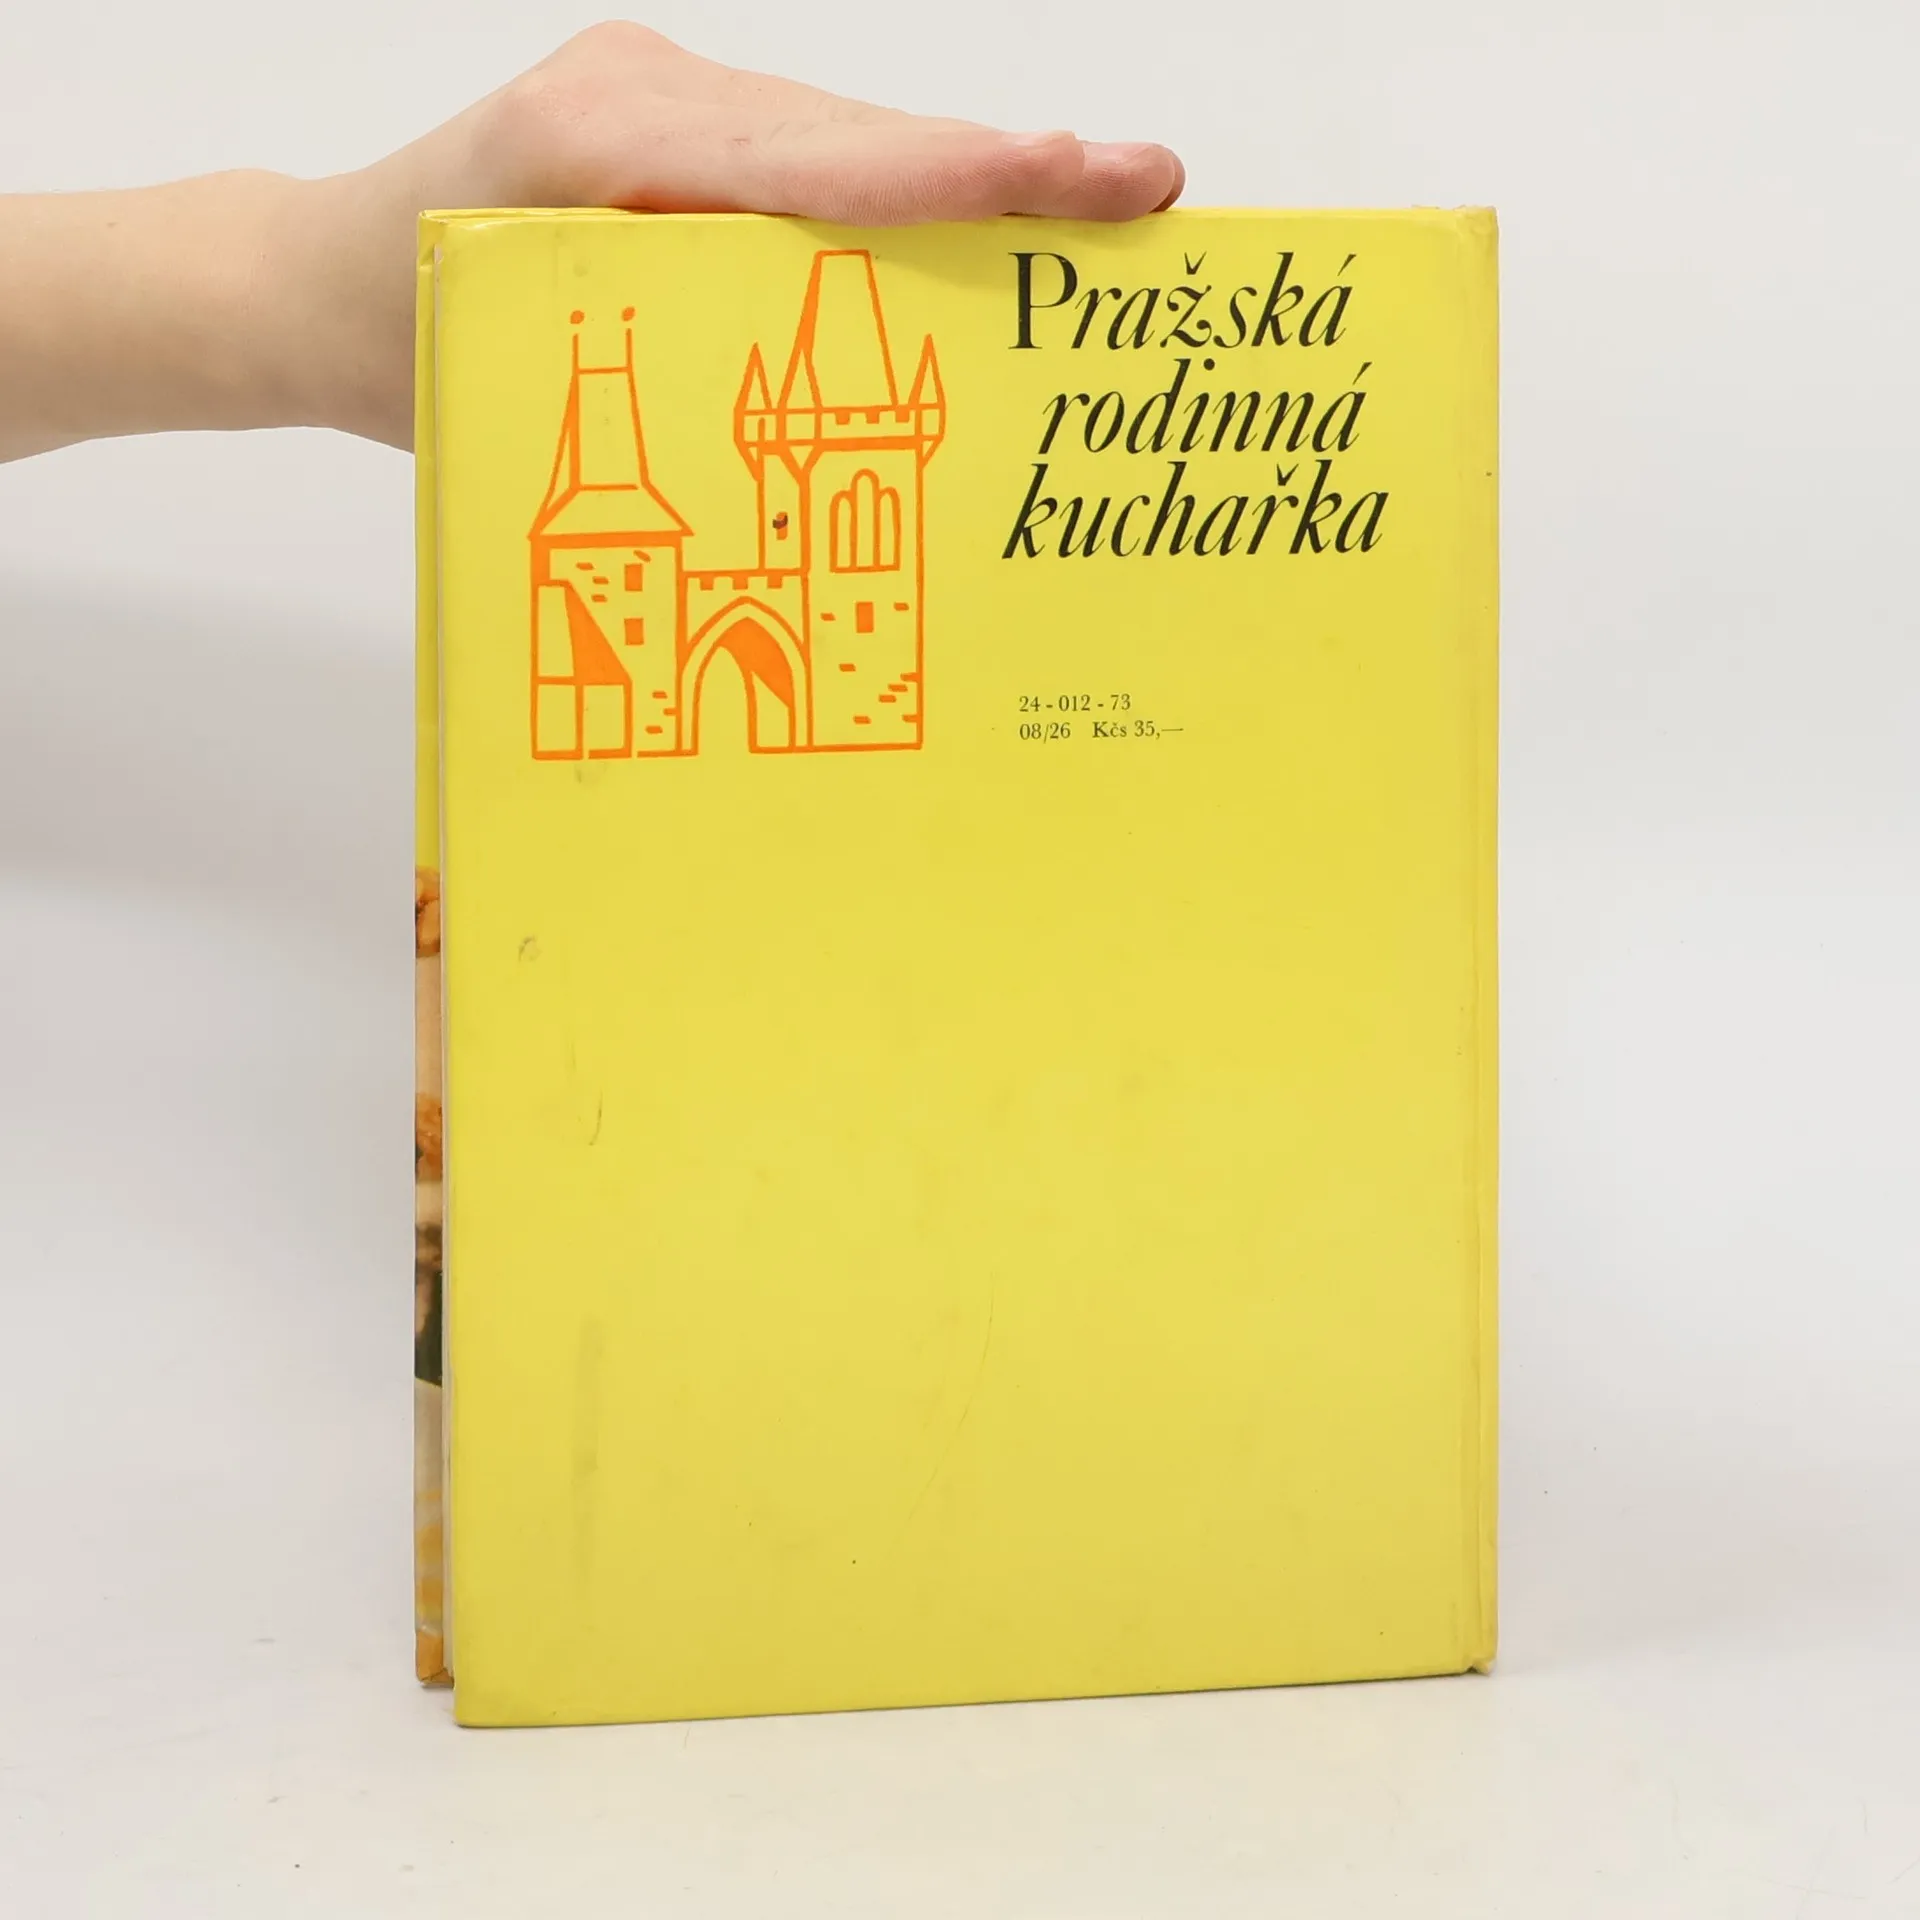 Pražská
rodinná
kuchařka
24 - 012 - 73
08/26 Kčs 35,—